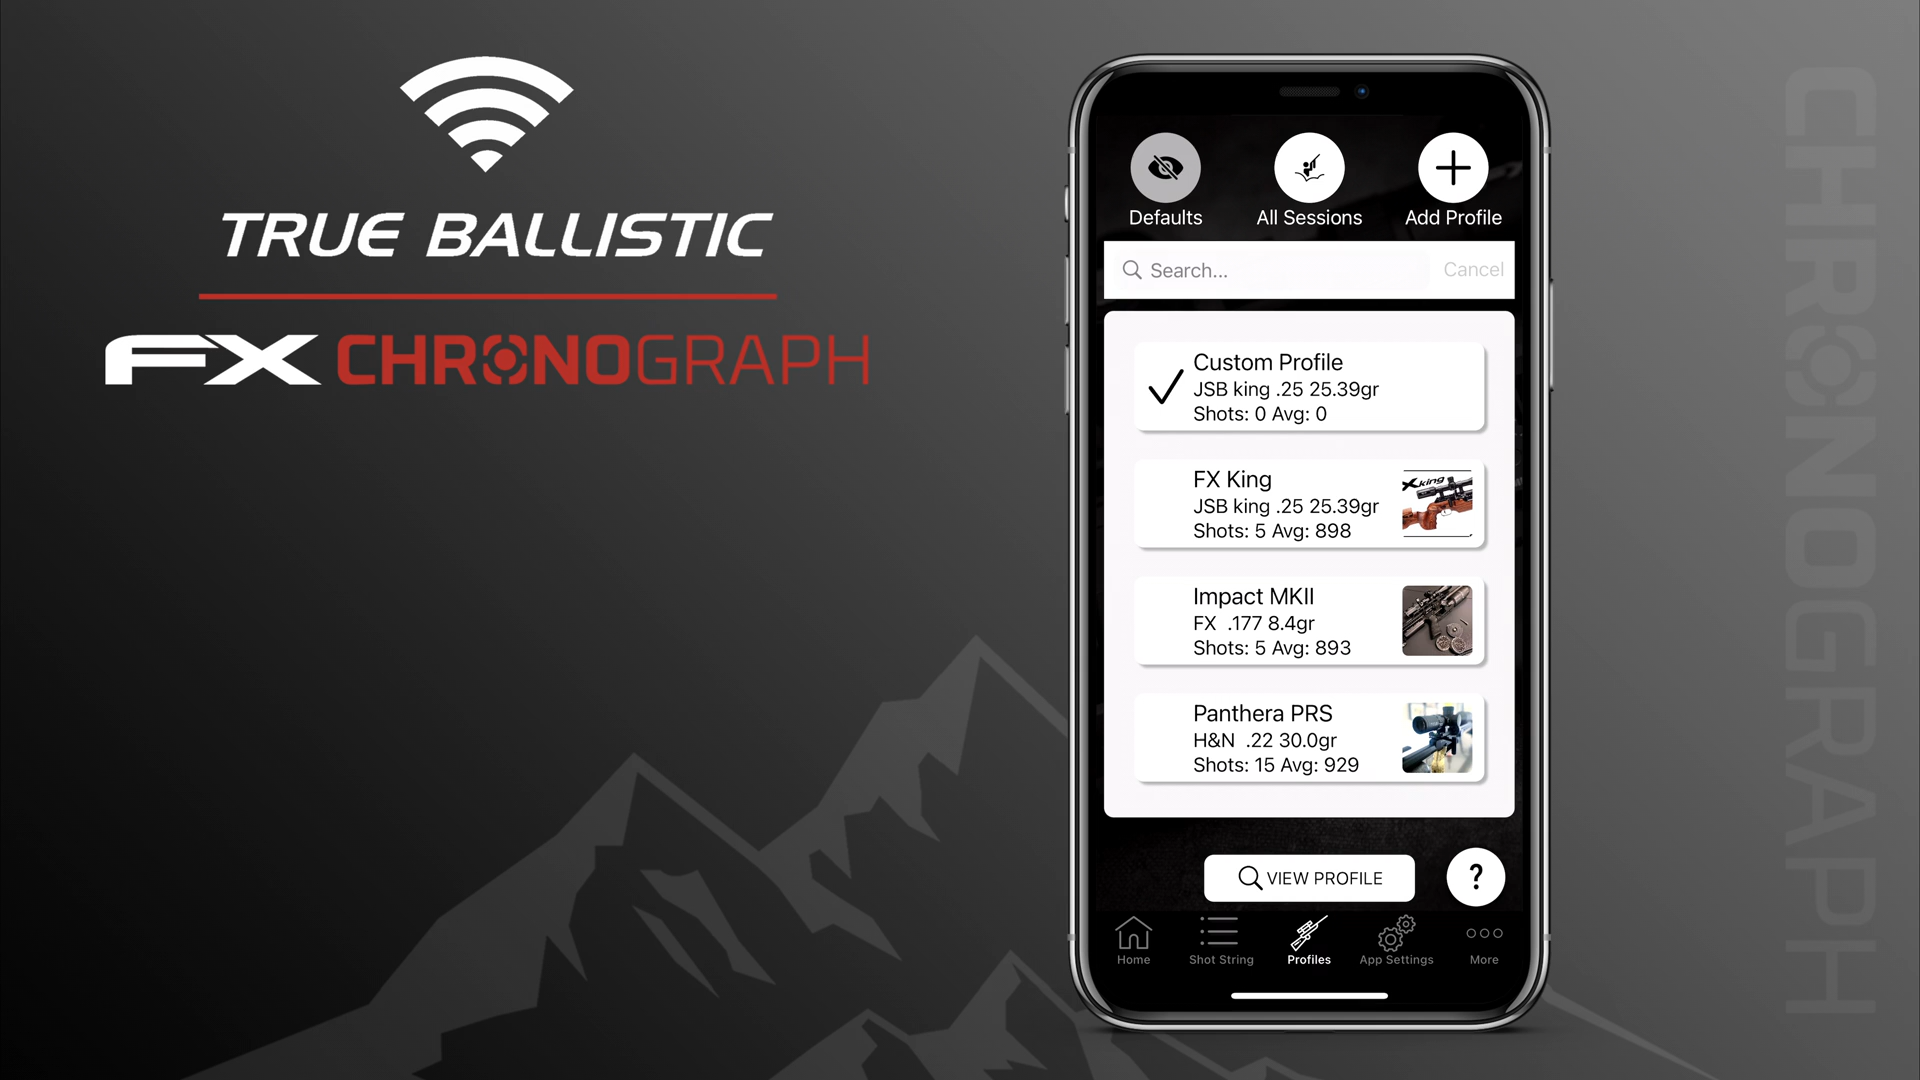 TRUE BALLISTIC
FX CHRONOGRAPH
Defaults
All Sessions
Add Profile
Search...
Cancel
Custom Profile
JSB king .25 25.39gr
Shots: 0 Avg: 0
FX King
JSB king .25 25.39gr
Shots: 5 Avg: 898
Xking
Impact MKII
FX .177 8.4gr
Shots: 5 Avg: 893
Panthera PRS
H&N .22 30.0gr
Shots: 15 Avg: 929
VIEW PROFILE
?
Home
Shot String
Profiles
App Settings
More
CHRONOGRAPH